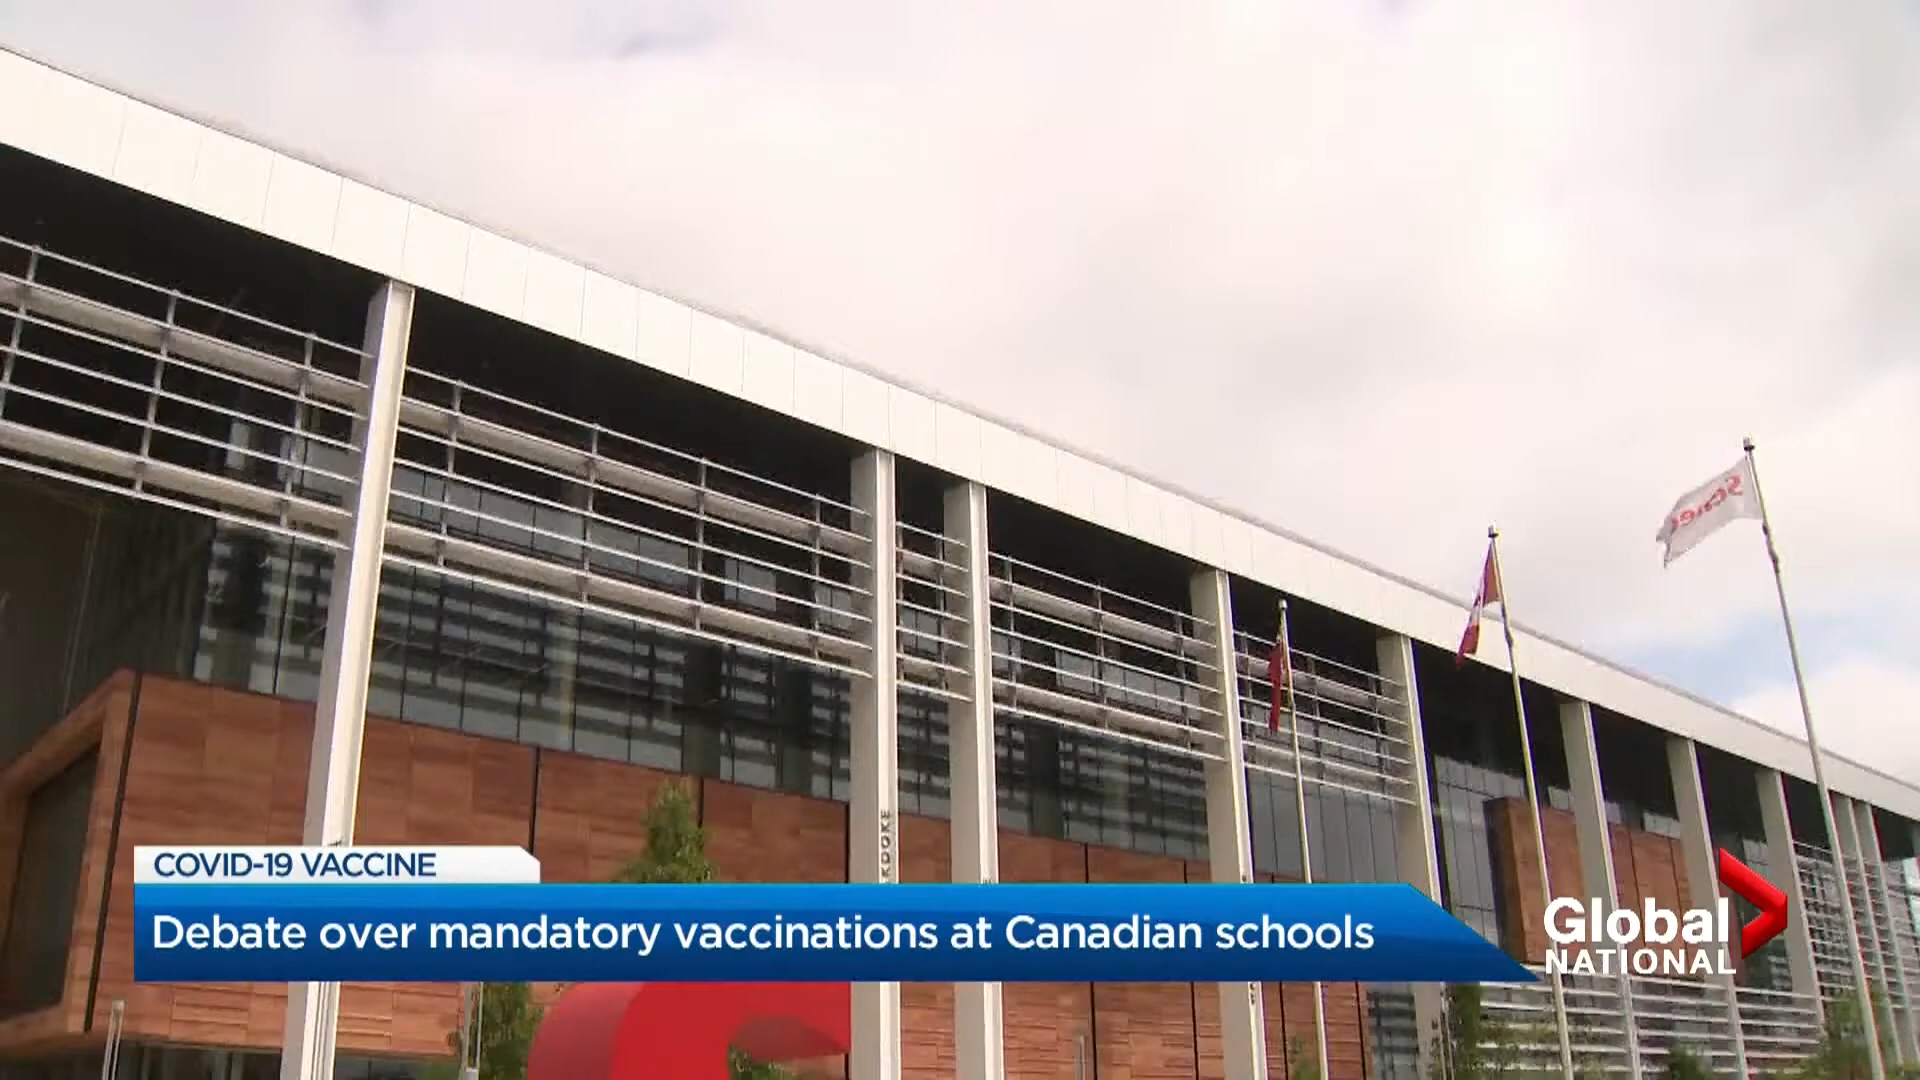 COVID-19 VACCINE
Debate over mandatory vaccinations at Canadian schools
Global
NATIONAL